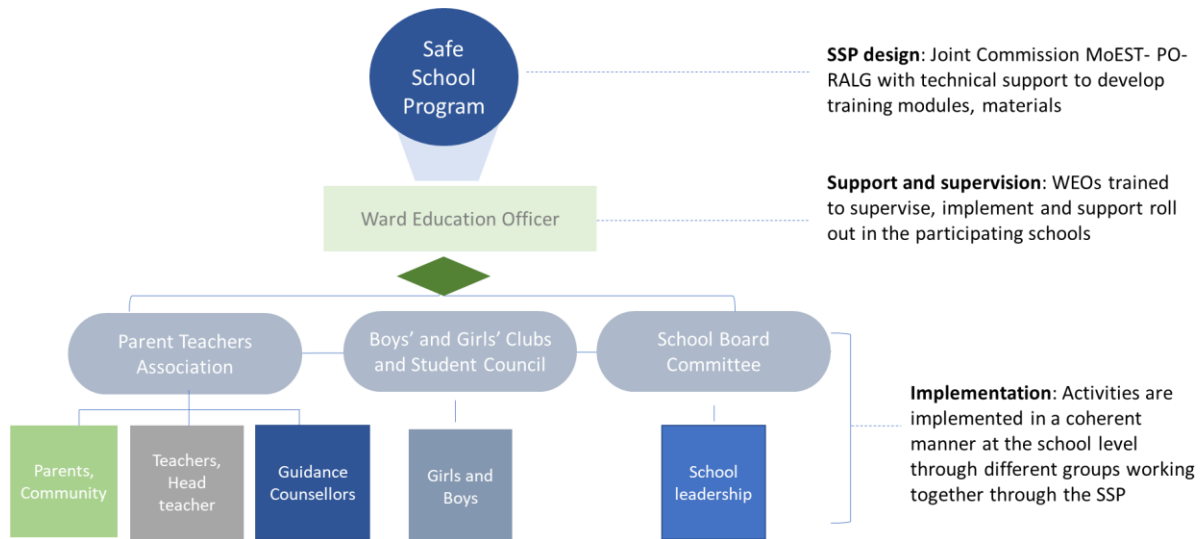 Safe
School
Program
SSP design: Joint Commission MoEST- PO-
RALG with technical support to develop
training modules, materials
Ward Education Officer
Support and supervision: WEOs trained
to supervise, implement and support roll
out in the participating schools
Parent Teachers
Association
Boys’ and Girls’ Clubs
and Student Council
School Board
Committee
Parents,
Community
Teachers,
Head
teacher
Guidance
Counsellors
Girls and
Boys
School
leadership
Implementation: Activities are
implemented in a coherent
manner at the school level
through different groups working
together through the SSP